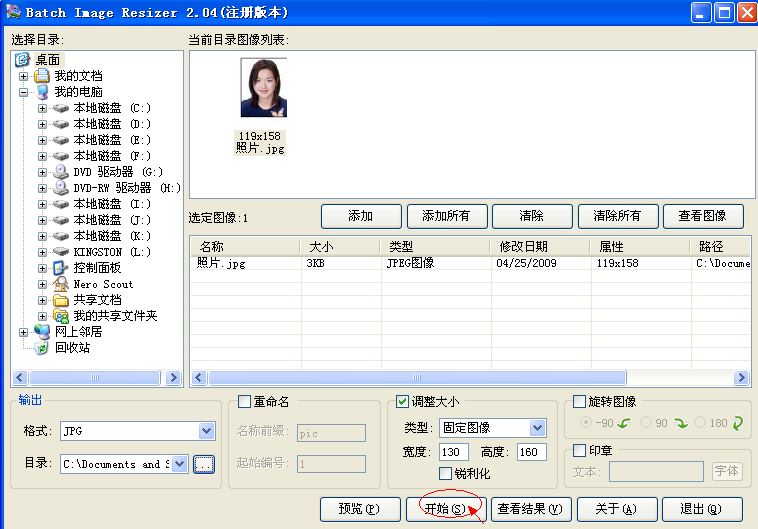 Batch Image Resizer 2.04(注册版本)
选择目录:
当前目录图像列表:
桌面
我的文档
我的电脑
本地磁盘 (C:)
本地磁盘 (D:)
本地磁盘 (E:)
本地磁盘 (F:)
DVD 驱动器 (G:)
DVD-RW 驱动器 (H:)
本地磁盘 (I:)
本地磁盘 (J:)
本地磁盘 (K:)
KINGSTON (L:)
控制面板
Nero Scout
共享文档
我的共享文件夹
网上邻居
回收站
119x158
照片.jpg
选定图像:1
添加 添加所有 清除 清除所有 查看图像
名称 大小 类型 修改日期 属性 路径
照片.jpg 3KB JPEG图像 04/25/2009 119x158 C:\Docume
输出
格式: JPG
目录: C:\Documents and S ...
重命名
名称前缀: pic
起始编号: 1
调整大小
类型: 固定图像
宽度: 130 高度: 160
锐利化
旋转图像
-90 90 180
印章
文本: 字体
预览(P) 开始(S) 查看结果(V) 关于(A) 退出(Q)